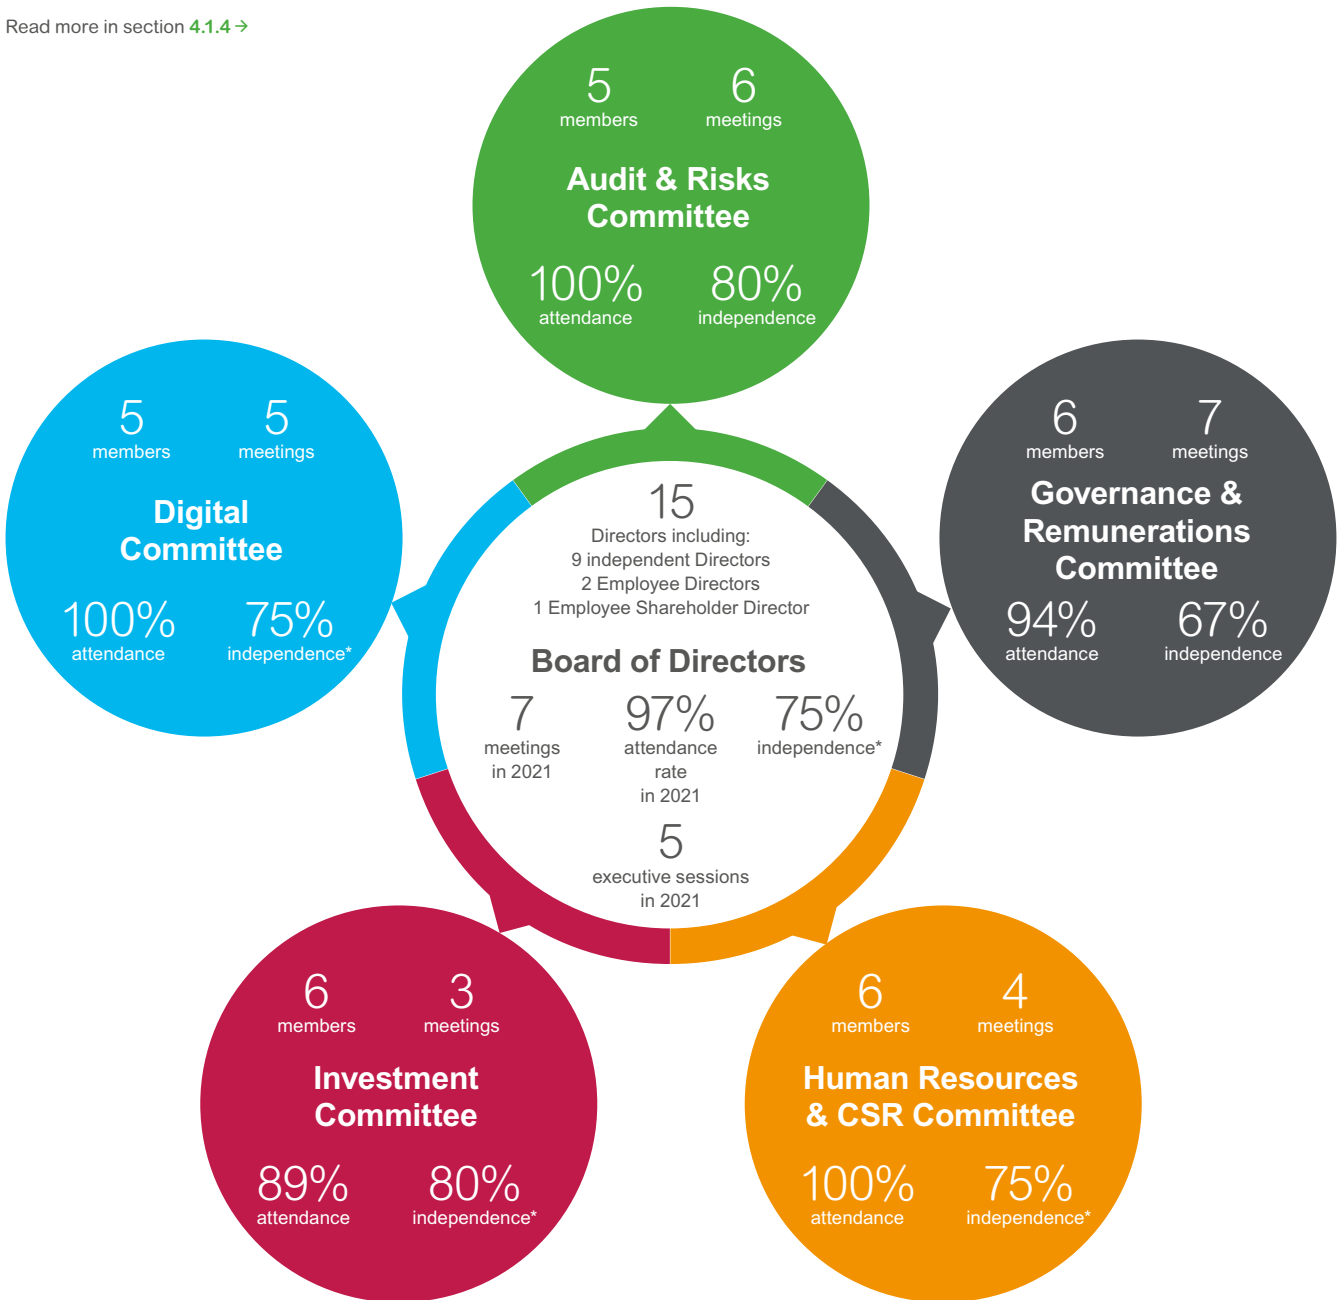 Read more in section 4.1.4 →
5 6
members meetings
Audit & Risks
Committee
100% 80%
attendance independence
5 5
members meetings
Digital
Committee
100% 75%
attendance independence*
6 7
members meetings
Governance &
Remunerations
Committee
94% 67%
attendance independence
15
Directors including:
9 independent Directors
2 Employee Directors
1 Employee Shareholder Director
Board of Directors
7 97% 75%
meetings attendance independence*
in 2021 rate
in 2021
5
executive sessions
in 2021
6 3
members meetings
Investment
Committee
89% 80%
attendance independence*
6 4
members meetings
Human Resources
& CSR Committee
100% 75%
attendance independence*